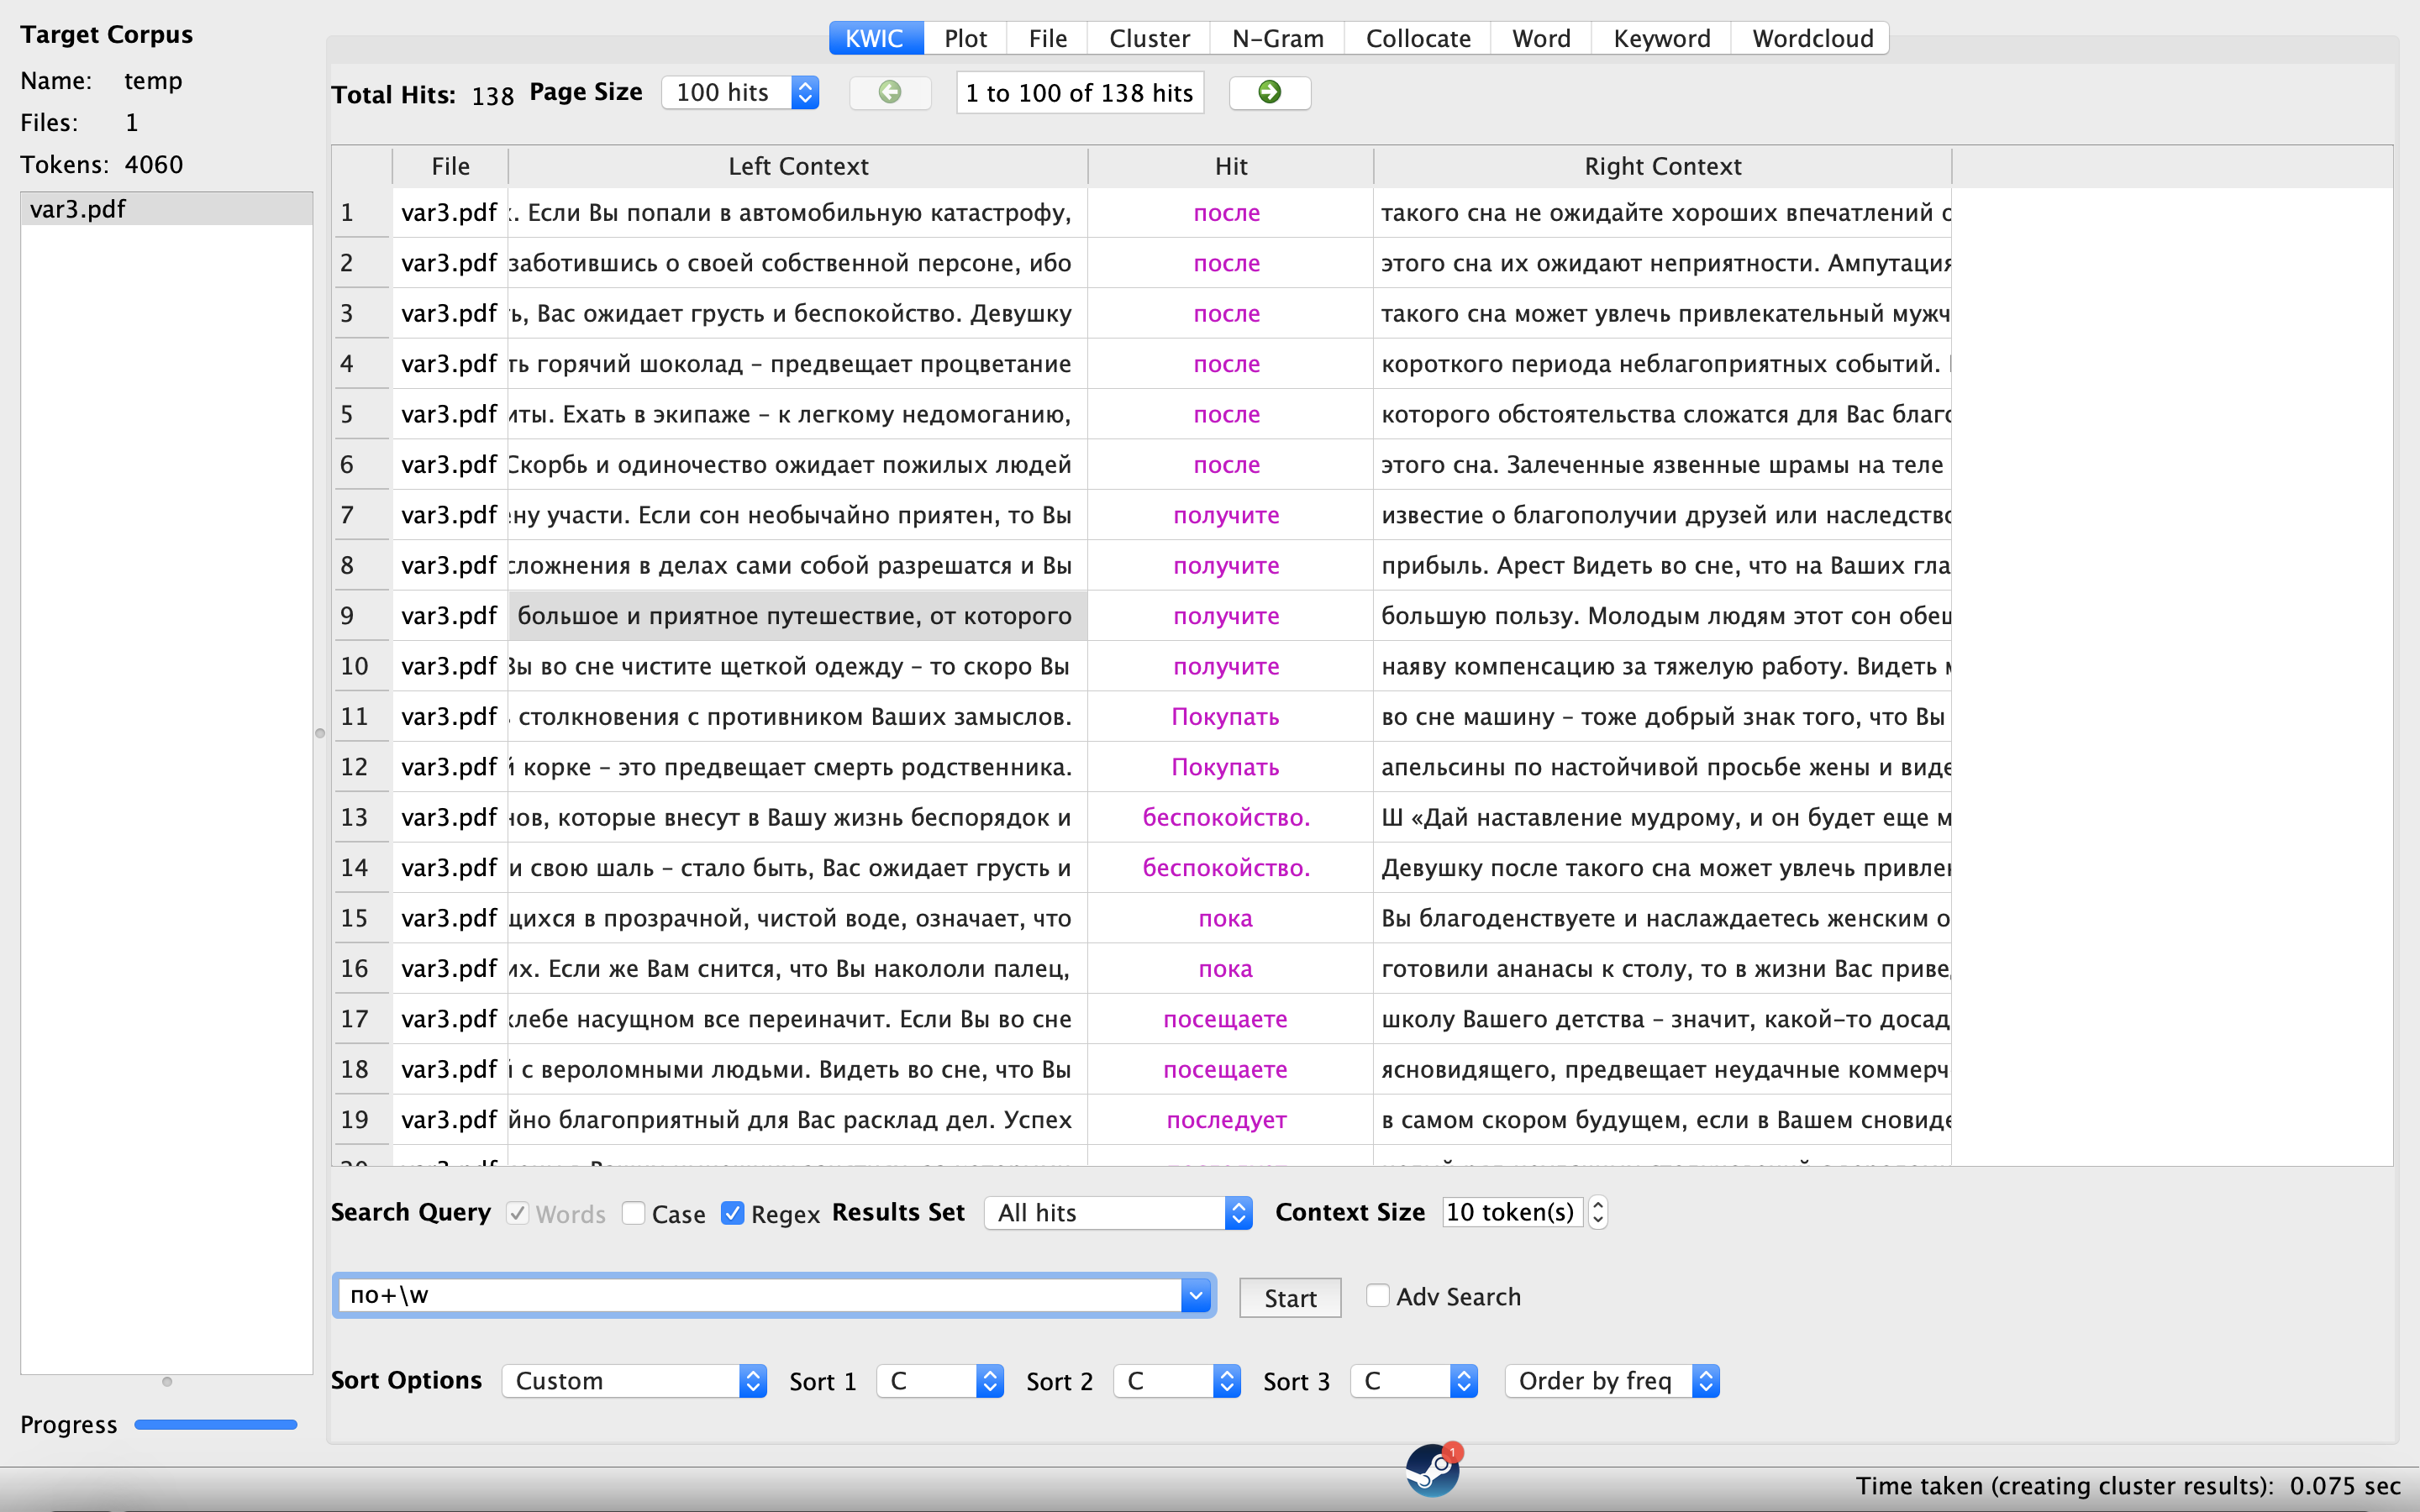 Target Corpus
Name: temp
Files: 1
Tokens: 4060
var3.pdf
Progress
KWIC Plot File Cluster N-Gram Collocate Word Keyword Wordcloud
Total Hits: 138 Page Size 100 hits 1 to 100 of 138 hits
File Left Context Hit Right Context
1 var3.pdf . Если Вы попали в автомобильную катастрофу, после такого сна не ожидайте хороших впечатлений
2 var3.pdf заботившись о своей собственной персоне, ибо после этого сна их ожидают неприятности. Ампутация
3 var3.pdf ь, Вас ожидает грусть и беспокойство. Девушку после такого сна может увлечь привлекательный мужч
4 var3.pdf ть горячий шоколад – предвещает процветание после короткого периода неблагоприятных событий.
5 var3.pdf иты. Ехать в экипаже – к легкому недомоганию, после которого обстоятельства сложатся для Вас благо
6 var3.pdf Скорбь и одиночество ожидает пожилых людей после этого сна. Залеченные язвенные шрамы на теле
7 var3.pdf ну участи. Если сон необычайно приятен, то Вы получите известие о благополучии друзей или наследство
8 var3.pdf сложнения в делах сами собой разрешатся и Вы получите прибыль. Арест Видеть во сне, что на Ваших гла
9 var3.pdf большое и приятное путешествие, от которого получите большую пользу. Молодым людям этот сон обещ
10 var3.pdf Вы во сне чистите щеткой одежду – то скоро Вы получите наяву компенсацию за тяжелую работу. Видеть
11 var3.pdf столкновения с противником Ваших замыслов. Покупать во сне машину – тоже добрый знак того, что Вы
12 var3.pdf й корке – это предвещает смерть родственника. Покупать апельсины по настойчивой просьбе жены и виде
13 var3.pdf нов, которые внесут в Вашу жизнь беспорядок и беспокойство. Ш «Дай наставление мудрому, и он будет еще м
14 var3.pdf и свою шаль – стало быть, Вас ожидает грусть и беспокойство. Девушку после такого сна может увлечь привле
15 var3.pdf щихся в прозрачной, чистой воде, означает, что пока Вы благоденствуете и наслаждаетесь женским о
16 var3.pdf их. Если же Вам снится, что Вы накололи палец, пока готовили ананасы к столу, то в жизни Вас приве
17 var3.pdf хлебе насущном все переиначит. Если Вы во сне посещаете школу Вашего детства – значит, какой-то досад
18 var3.pdf й с вероломными людьми. Видеть во сне, что Вы посещаете ясновидящего, предвещает неудачные коммерч
19 var3.pdf йно благоприятный для Вас расклад дел. Успех последует в самом скором будущем, если в Вашем сновиде
Search Query Words Case Regex Results Set All hits Context Size 10 token(s)
по+\w Start Adv Search
Sort Options Custom Sort 1 C Sort 2 C Sort 3 C Order by freq
1
Time taken (creating cluster results): 0.075 sec